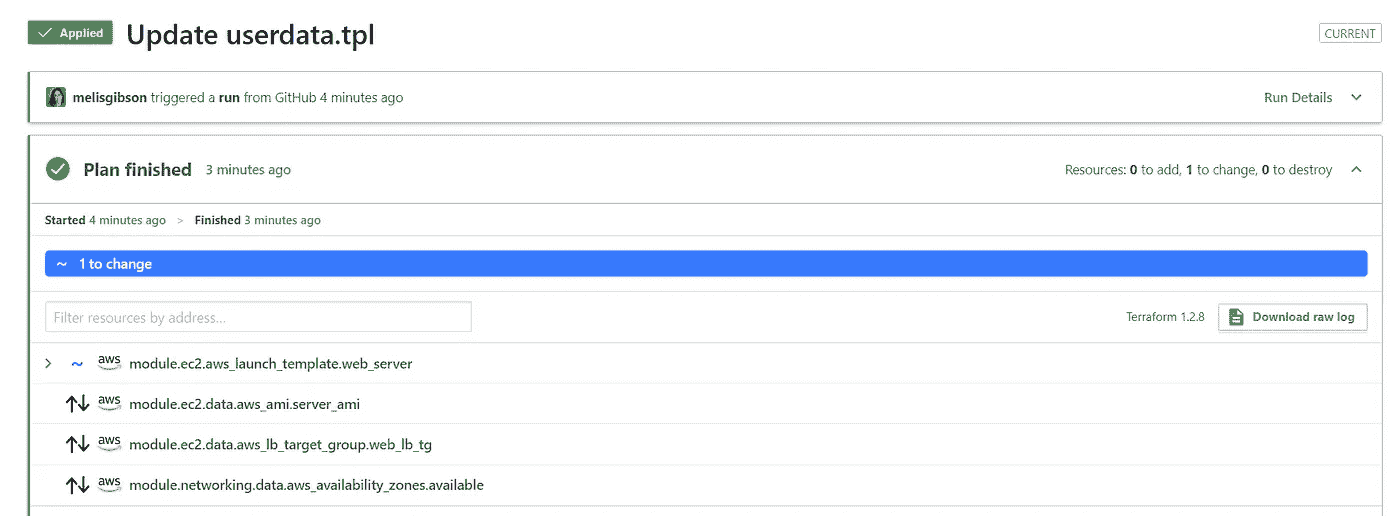 Applied Update userdata.tpl CURRENT
melisgibson triggered a run from GitHub 4 minutes ago Run Details
Plan finished 3 minutes ago Resources: 0 to add, 1 to change, 0 to destroy
Started 4 minutes ago > Finished 3 minutes ago
~ 1 to change
Filter resources by address... Terraform 1.2.8 Download raw log
~ aws module.ec2.aws_launch_template.web_server
aws module.ec2.data.aws_ami.server_ami
aws module.ec2.data.aws_lb_target_group.web_lb_tg
aws module.networking.data.aws_availability_zones.available